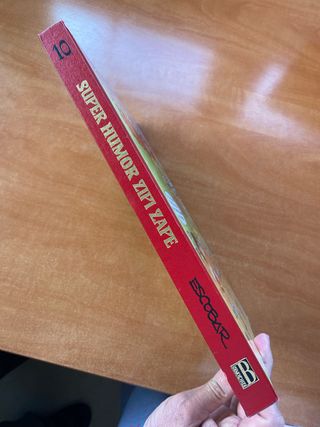 10
SUPER HUMOR ZIPI ZAPE
ESCOBAR